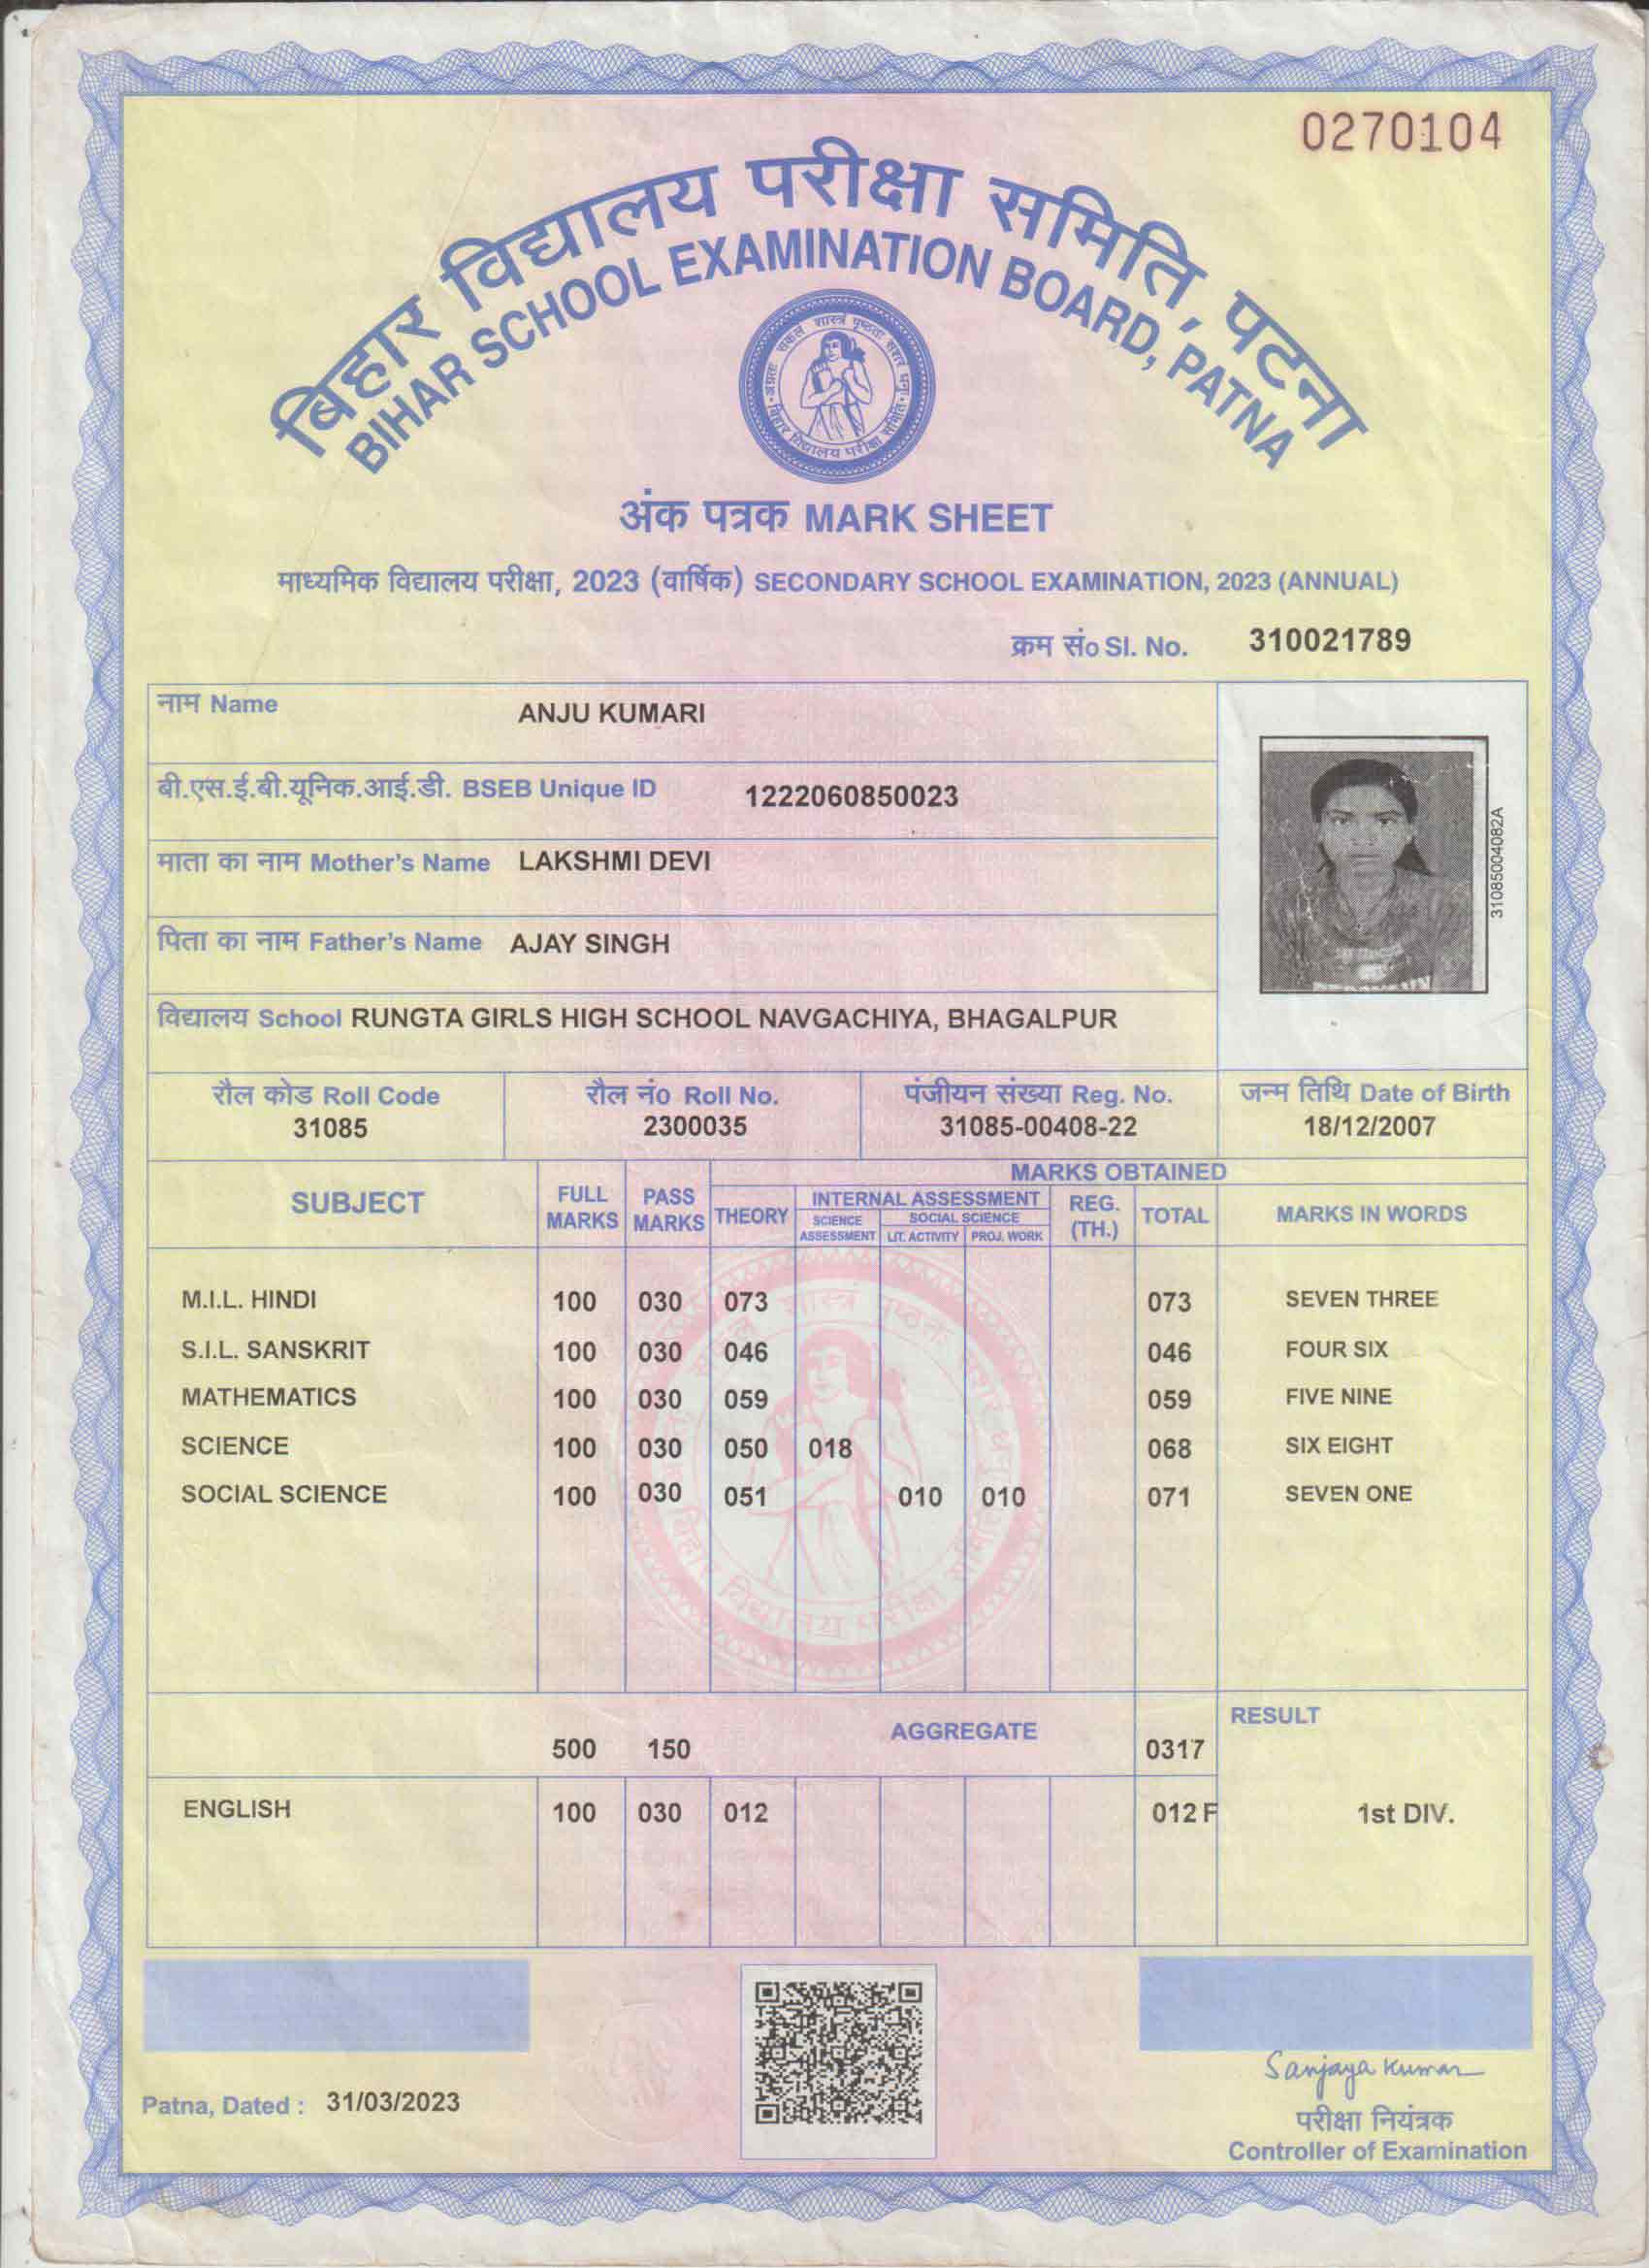 0270104
बिहार विद्यालय परीक्षा समिति, पटना
BIHAR SCHOOL EXAMINATION BOARD, PATNA
बिहार विद्यालय परीक्षा समिति
अंक पत्रक MARK SHEET
माध्यमिक विद्यालय परीक्षा, 2023 (वार्षिक) SECONDARY SCHOOL EXAMINATION, 2023 (ANNUAL)
क्रम सं० Sl. No. 310021789
नाम Name ANJU KUMARI
बी.एस.ई.बी.यूनिक.आई.डी. BSEB Unique ID 1222060850023
माता का नाम Mother's Name LAKSHMI DEVI
पिता का नाम Father's Name AJAY SINGH
31085004082A
विद्यालय School RUNGTA GIRLS HIGH SCHOOL NAVGACHIYA, BHAGALPUR
रौल कोड Roll Code रौल नं० Roll No. पंजीयन संख्या Reg. No. जन्म तिथि Date of Birth
31085 2300035 31085-00408-22 18/12/2007
MARKS OBTAINED
SUBJECT FULL MARKS PASS MARKS THEORY INTERNAL ASSESSMENT REG. (TH.) TOTAL MARKS IN WORDS
SCIENCE ASSESSMENT SOCIAL SCIENCE
LIT. ACTIVITY PROJ. WORK
M.I.L. HINDI 100 030 073 073 SEVEN THREE
S.I.L. SANSKRIT 100 030 046 046 FOUR SIX
MATHEMATICS 100 030 059 059 FIVE NINE
SCIENCE 100 030 050 018 068 SIX EIGHT
SOCIAL SCIENCE 100 030 051 010 010 071 SEVEN ONE
RESULT
AGGREGATE
500 150 0317
ENGLISH 100 030 012 012 F 1st DIV.
Patna, Dated : 31/03/2023
Sanjaya Kumar
परीक्षा नियंत्रक
Controller of Examination